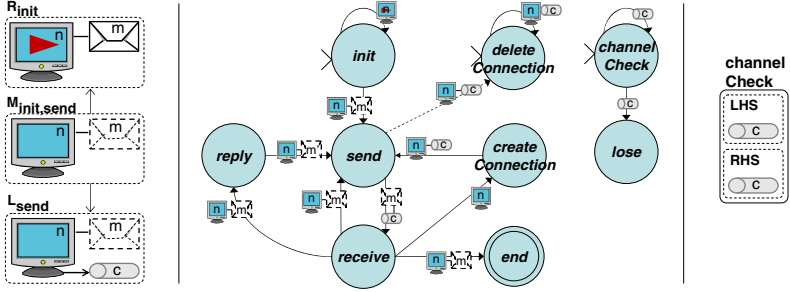 R init
n
m
M init,send
n
m
L send
n
m
c
init
n
n
m
n
c
delete
Connection
n
c
c
channel
Check
c
reply
n
m
send
n
c
create
Connection
lose
n
m
n
m
m
c
n
receive
n
m
end
channel
Check
LHS
c
RHS
c